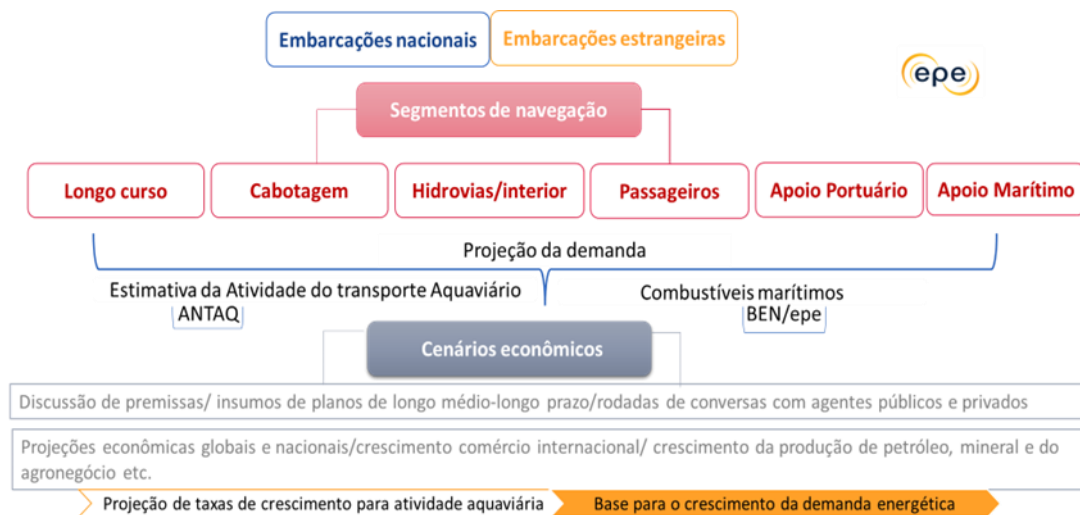 Embarcações nacionais
Embarcações estrangeiras
epe
Segmentos de navegação
Longo curso
Cabotagem
Hidrovias/interior
Passageiros
Apoio Portuário
Apoio Marítimo
Projeção da demanda
Estimativa da Atividade do transporte Aquaviário
ANTAQ
Combustíveis marítimos
BEN/epe
Cenários econômicos
Discussão de premissas/ insumos de planos de longo médio-longo prazo/rodadas de conversas com agentes públicos e privados
Projeções econômicas globais e nacionais/crescimento comércio internacional/ crescimento da produção de petróleo, mineral e do
agronegócio etc.
Projeção de taxas de crescimento para atividade aquaviária
Base para o crescimento da demanda energética